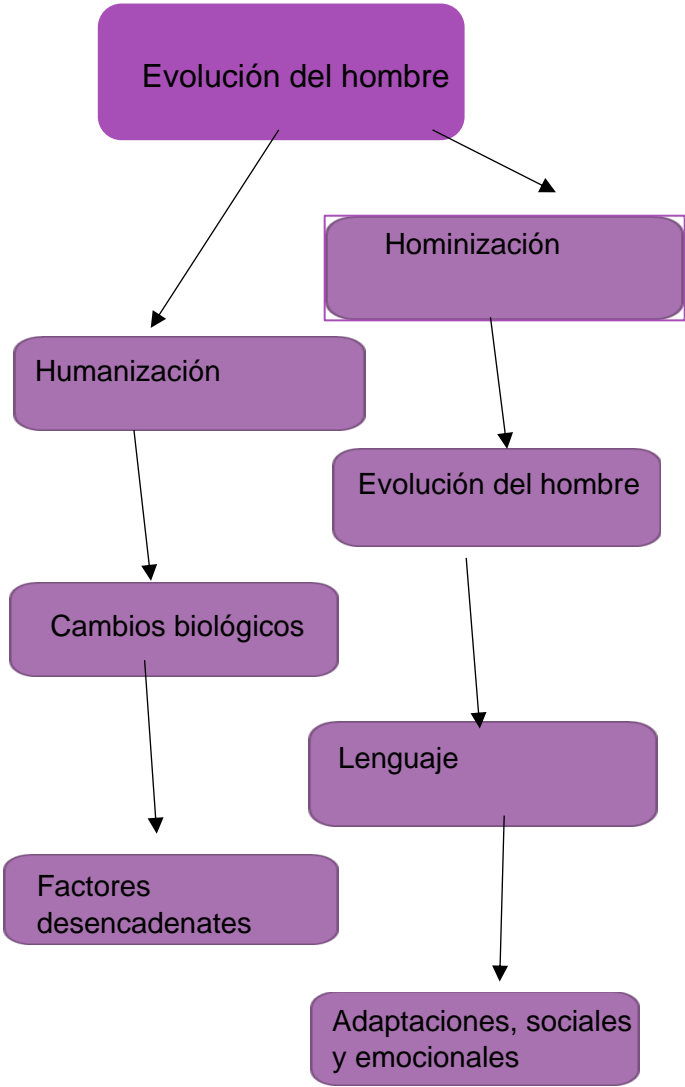 Evolución del hombre
Hominización
Humanización
Evolución del hombre
Cambios biológicos
Lenguaje
Factores
desencadenates
Adaptaciones, sociales
y emocionales